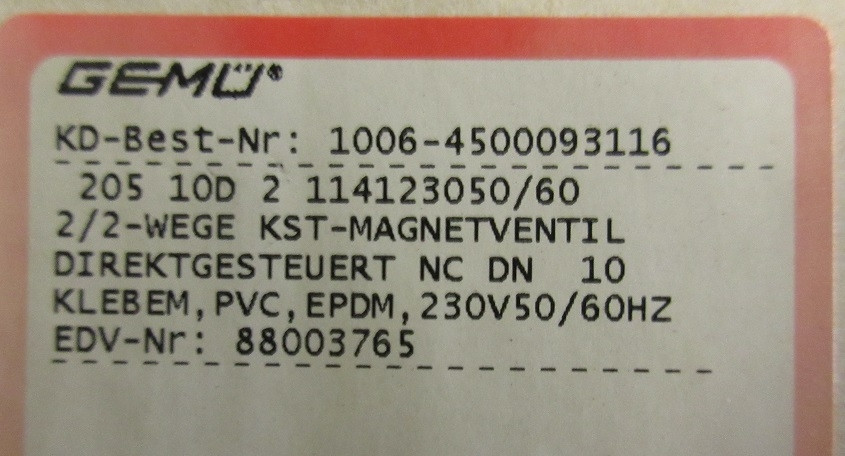 GEMÜ®
KD-Best-Nr: 1006-4500093116
205 10D 2 114123050/60
2/2-WEGE KST-MAGNETVENTIL
DIREKTGESTEUERT NC DN 10
KLEBEM,PVC,EPDM,230V50/60HZ
EDV-Nr: 88003765